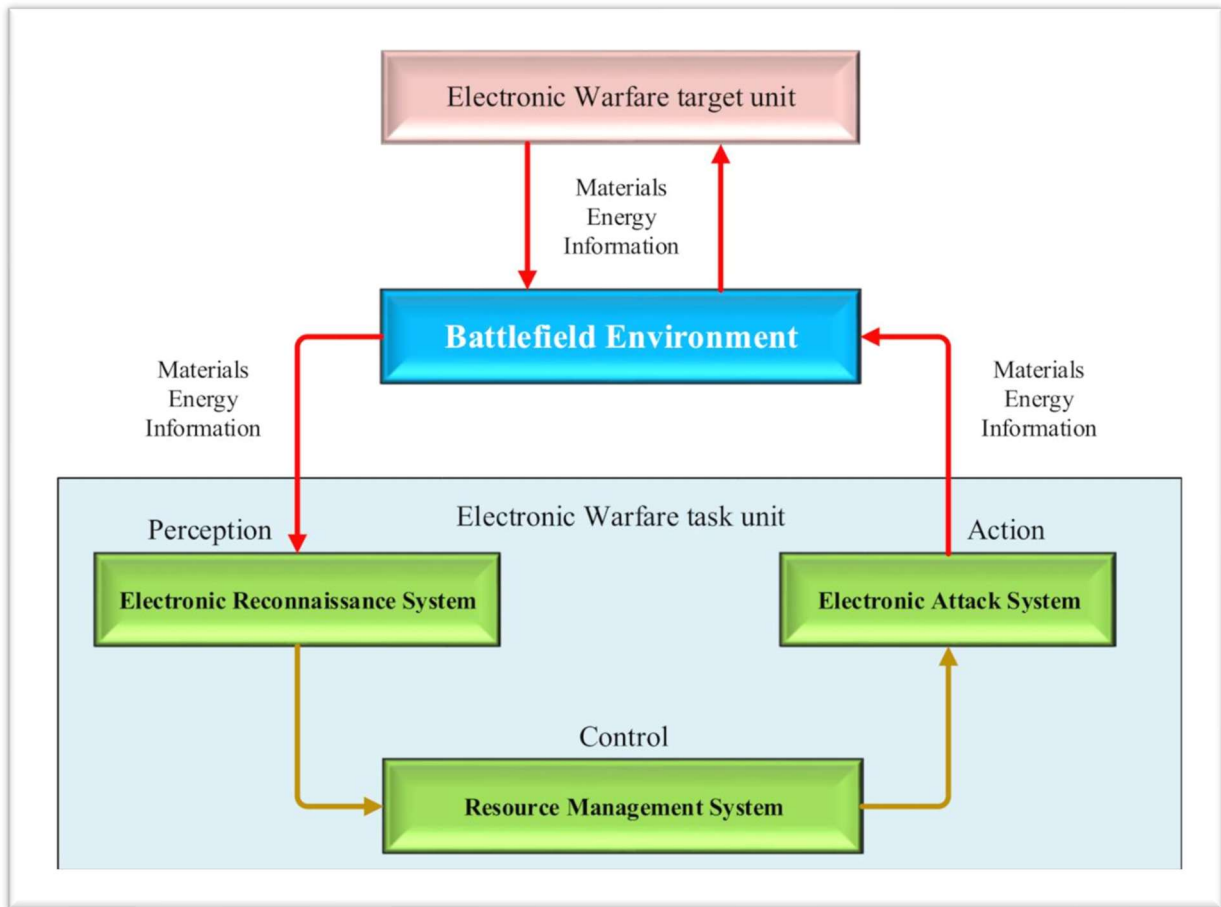 Electronic Warfare target unit
Materials
Energy
Information
Battlefield Environment
Materials
Energy
Information
Materials
Energy
Information
Electronic Warfare task unit
Perception
Action
Electronic Reconnaissance System
Electronic Attack System
Control
Resource Management System